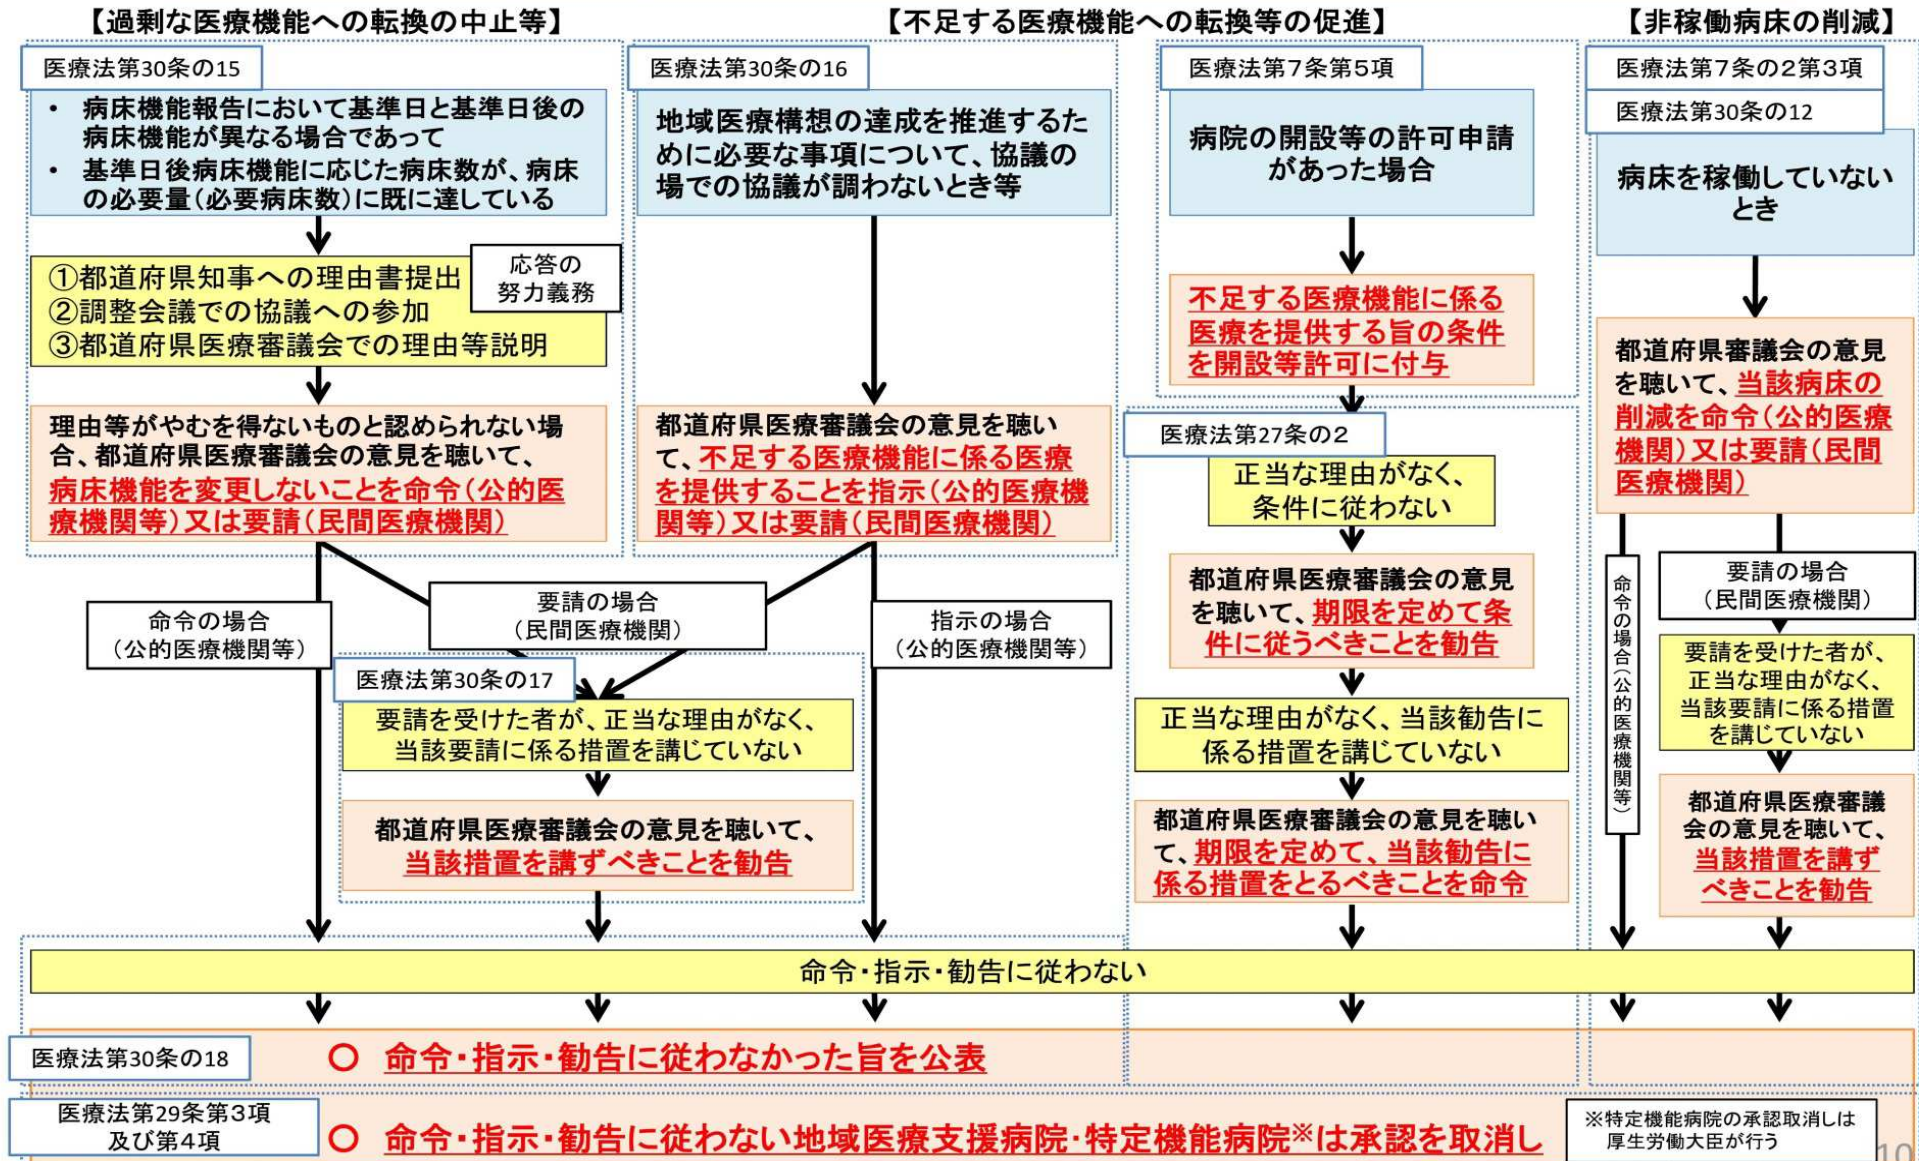 【過剰な医療機能への転換の中止等】
医療法第30条の15
・ 病床機能報告において基準日と基準日後の
病床機能が異なる場合であって
・ 基準日後病床機能に応じた病床数が、病床
の必要量（必要病床数）に既に達している
①都道府県知事への理由書提出
②調整会議での協議への参加
③都道府県医療審議会での理由等説明
応答の
努力義務
理由等がやむを得ないものと認められない場
合、都道府県医療審議会の意見を聴いて、
病床機能を変更しないことを命令（公的医
療機関等）又は要請（民間医療機関）
【不足する医療機能への転換等の促進】
医療法第30条の16
地域医療構想の達成を推進するた
めに必要な事項について、協議の
場での協議が調わないとき等
都道府県医療審議会の意見を聴い
て、不足する医療機能に係る医療
を提供することを指示（公的医療機
関等）又は要請（民間医療機関）
命令の場合
（公的医療機関等）
要請の場合
（民間医療機関）
指示の場合
（公的医療機関等）
医療法第30条の17
要請を受けた者が、正当な理由がなく、
当該要請に係る措置を講じていない
都道府県医療審議会の意見を聴いて、
当該措置を講ずべきことを勧告
医療法第7条第5項
病院の開設等の許可申請
があった場合
不足する医療機能に係る
医療を提供する旨の条件
を開設等許可に付与
医療法第27条の2
正当な理由がなく、
条件に従わない
都道府県医療審議会の意見
を聴いて、期限を定めて条
件に従うべきことを勧告
正当な理由がなく、当該勧告に
係る措置を講じていない
都道府県医療審議会の意見を聴い
て、期限を定めて、当該勧告に
係る措置をとるべきことを命令
【非稼働病床の削減】
医療法第7条の2第3項
医療法第30条の12
病床を稼働していない
とき
都道府県審議会の意見
を聴いて、当該病床の
削減を命令（公的医療
機関）又は要請（民間
医療機関）
命令の場合（公的医療機関等）
要請の場合
（民間医療機関）
要請を受けた者が、
正当な理由がなく、
当該要請に係る措置
を講じていない
都道府県医療審議
会の意見を聴いて、
当該措置を講ず
べきことを勧告
命令・指示・勧告に従わない
医療法第30条の18
○ 命令・指示・勧告に従わなかった旨を公表
医療法第29条第3項
及び第4項
○ 命令・指示・勧告に従わない地域医療支援病院・特定機能病院※は承認を取消し
※特定機能病院の承認取消しは
厚生労働大臣が行う
10